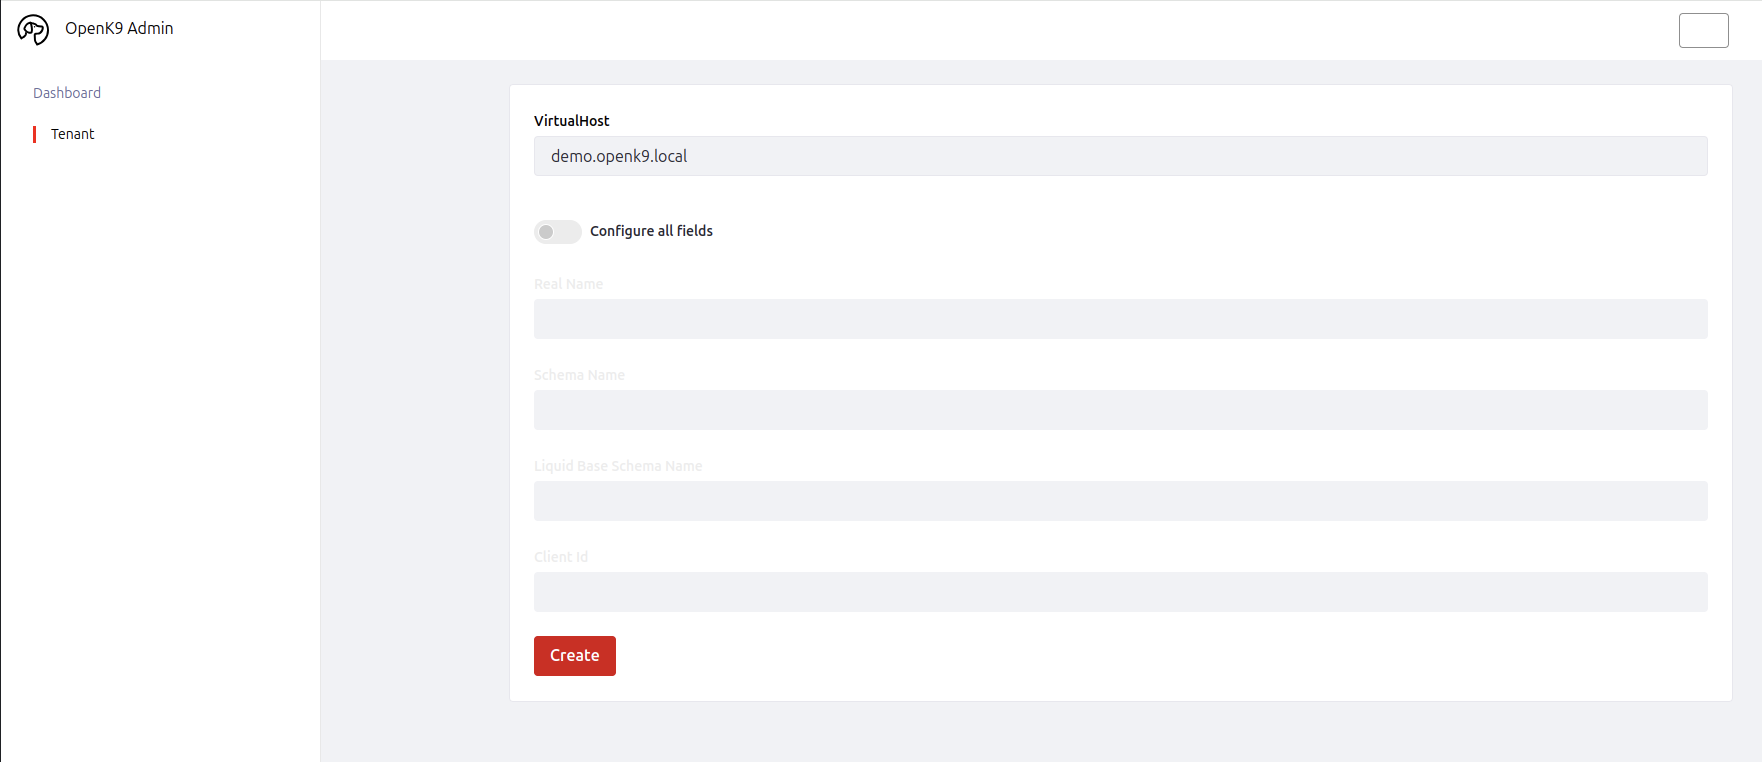 OpenK9 Admin
Dashboard
Tenant
VirtualHost
demo.openk9.local
Configure all fields
Real Name
Schema Name
Liquid Base Schema Name
Client Id
Create